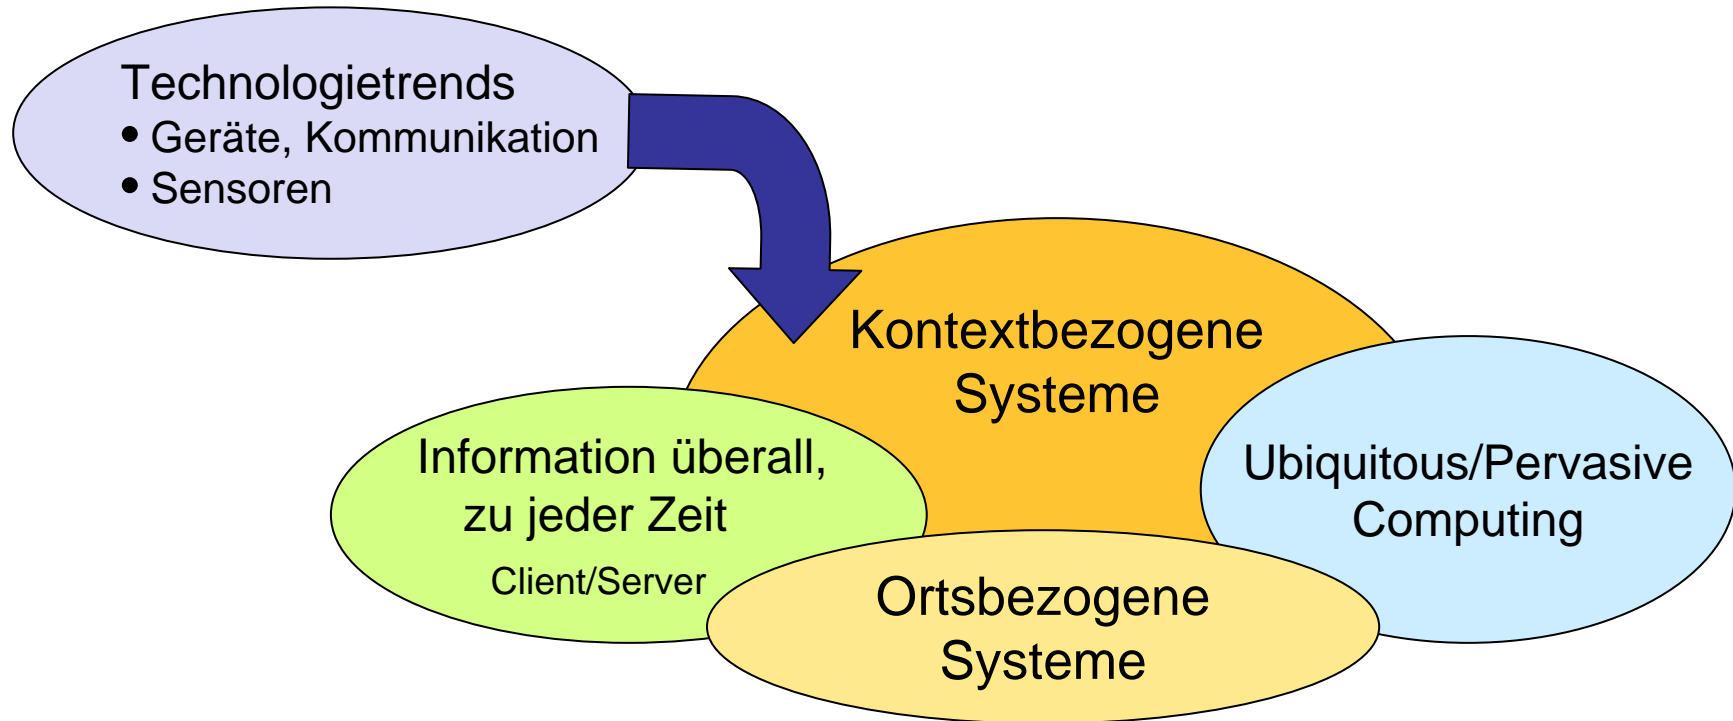 Technologietrends
• Geräte, Kommunikation
• Sensoren
Kontextbezogene
Systeme
Information überall,
zu jeder Zeit
Client/Server
Ubiquitous/Pervasive
Computing
Ortsbezogene
Systeme